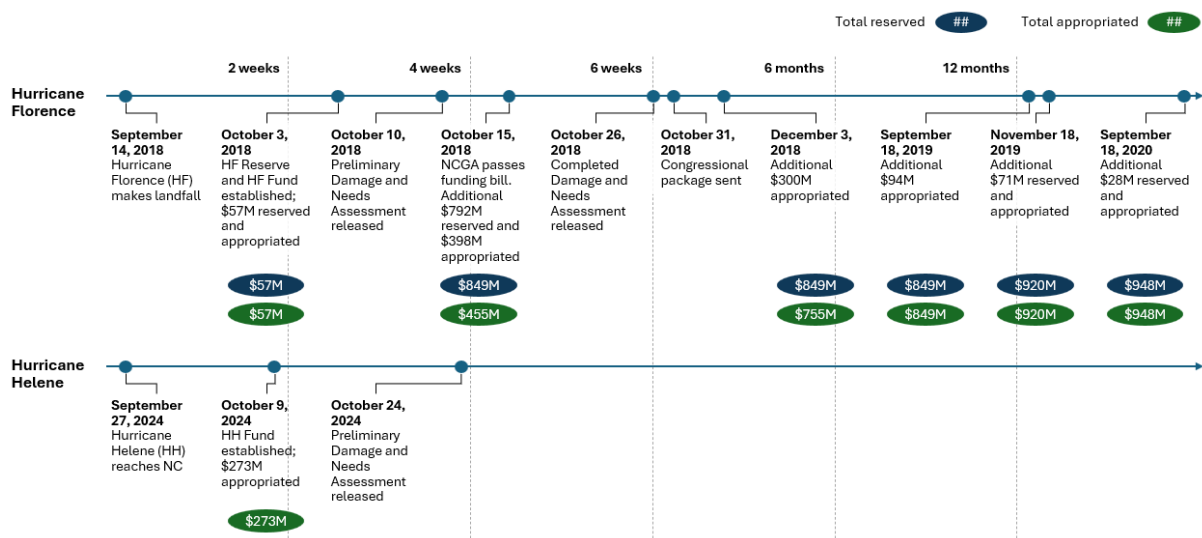 Total reserved ## Total appropriated ##
2 weeks 4 weeks 6 weeks 6 months 12 months
Hurricane
Florence
September
14, 2018
Hurricane
Florence (HF)
makes landfall
October 3,
2018
HF Reserve
and HF Fund
established;
$57M reserved
and
appropriated
October 10,
2018
Preliminary
Damage and
Needs
Assessment
released
October 15,
2018
NCGA passes
funding bill.
Additional
$792M
reserved and
$398M
appropriated
October 26,
2018
Completed
Damage and
Needs
Assessment
released
October 31,
2018
Congressional
package sent
December 3,
2018
Additional
$300M
appropriated
September
18, 2019
Additional
$94M
appropriated
November 18,
2019
Additional
$71M reserved
and
appropriated
September
18, 2020
Additional
$28M reserved
and
appropriated
$57M $849M $849M $849M $920M $948M
$57M $455M $755M $849M $920M $948M
Hurricane
Helene
September
27, 2024
Hurricane
Helene (HH)
reaches NC
October 9,
2024
HH Fund
established;
$273M
appropriated
October 24,
2024
Preliminary
Damage and
Needs
Assessment
released
$273M